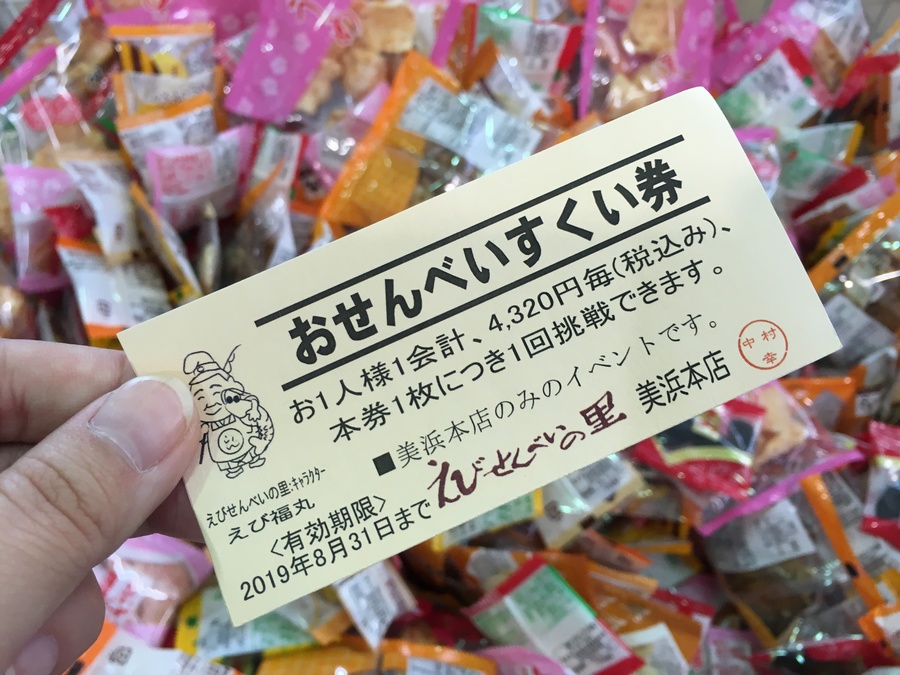 おせんべいすくい券
お1人様1会計、4,320円毎(税込み)、
本券1枚につき1回挑戦できます。
■美浜本店のみのイベントです。
えびせんべいの里:キャラクター
えび福丸
えびせんべいの里 美浜本店
中村
幸
<有効期限>
2019年8月31日まで